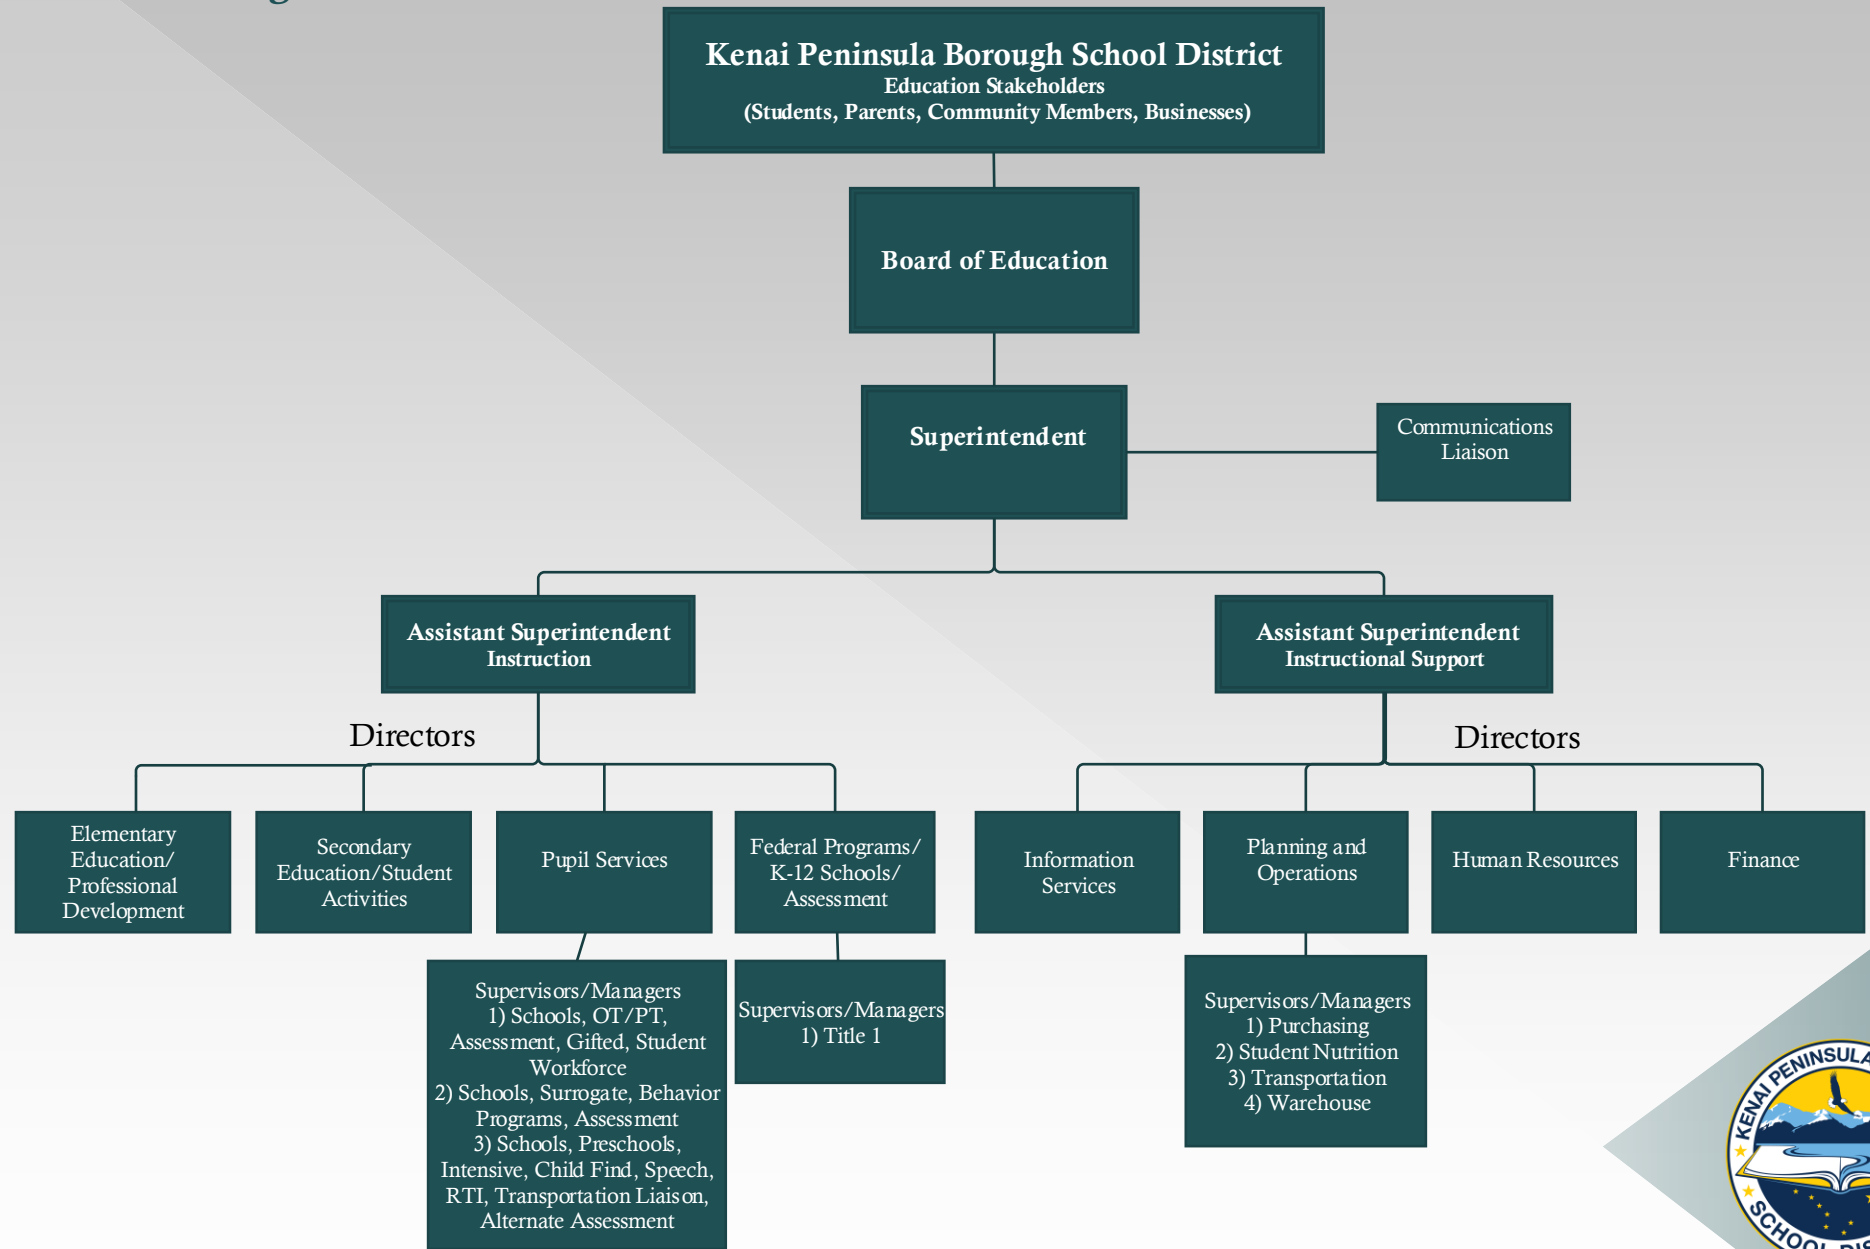 Kenai Peninsula Borough School District
Education Stakeholders
(Students, Parents, Community Members, Businesses)
Board of Education
Superintendent
Communications
Liaison
Assistant Superintendent
Instruction
Assistant Superintendent
Instructional Support
Directors
Directors
Elementary
Education/
Professional
Development
Secondary
Education/Student
Activities
Pupil Services
Federal Programs/
K-12 Schools/
Assessment
Information
Services
Planning and
Operations
Human Resources
Finance
Supervisors/Managers
1) Schools, OT/PT,
Assessment, Gifted, Student
Workforce
2) Schools, Surrogate, Behavior
Programs, Assessment
3) Schools, Preschools,
Intensive, Child Find, Speech,
RTI, Transportation Liaison,
Alternate Assessment
Supervisors/Managers
1) Title 1
Supervisors/Managers
1) Purchasing
2) Student Nutrition
3) Transportation
4) Warehouse
KENAI PENINSULA
SCHOOL